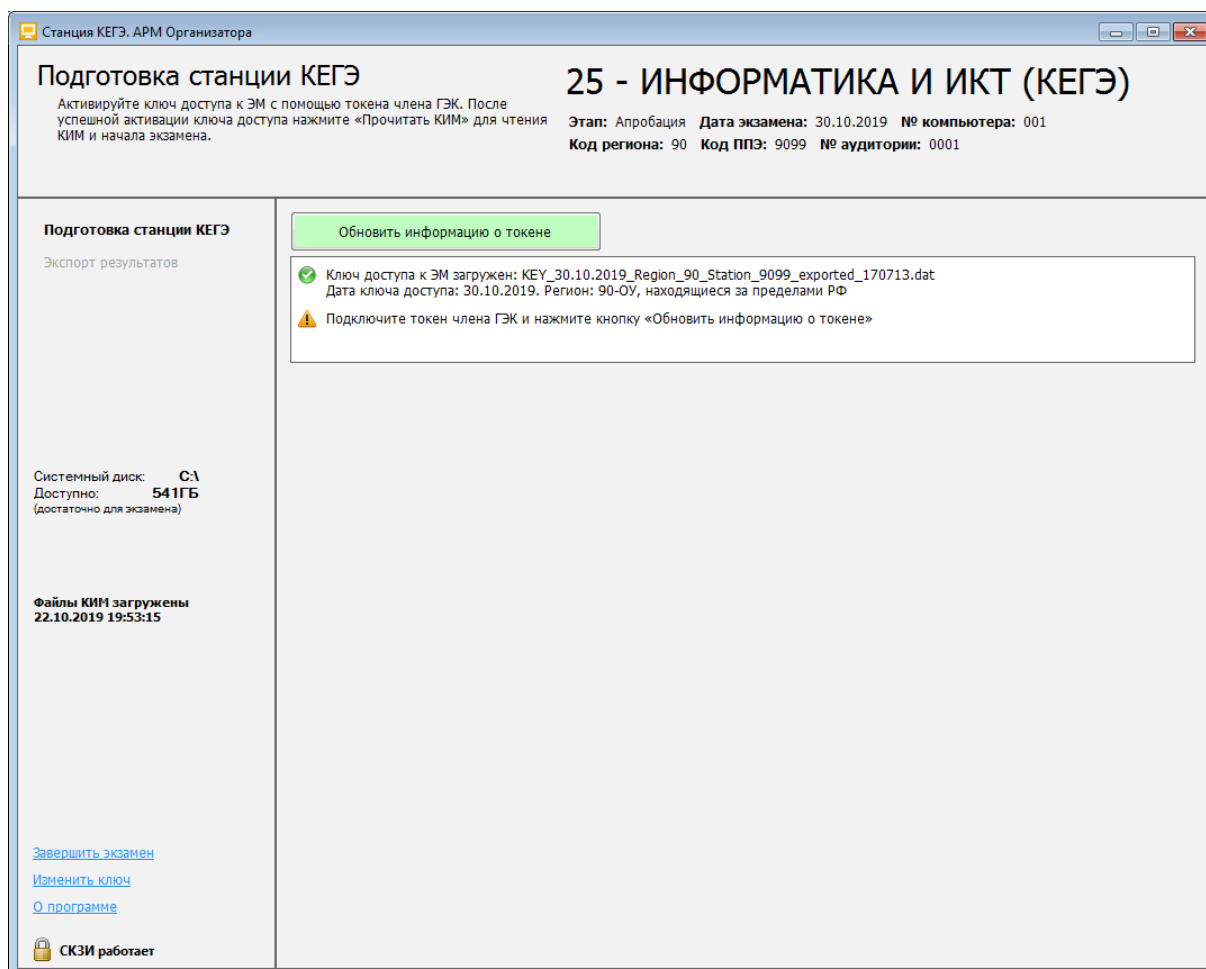 Станция КЕГЭ. АРМ Организатора
Подготовка станции КЕГЭ
Активируйте ключ доступа к ЭМ с помощью токена члена ГЭК. После
успешной активации ключа доступа нажмите «Прочитать КИМ» для чтения
КИМ и начала экзамена.
25 - ИНФОРМАТИКА И ИКТ (КЕГЭ)
Этап: Апробация Дата экзамена: 30.10.2019 № компьютера: 001
Код региона: 90 Код ППЭ: 9099 № аудитории: 0001
Подготовка станции КЕГЭ
Экспорт результатов
Обновить информацию о токене
Ключ доступа к ЭМ загружен: KEY_30.10.2019_Region_90_Station_9099_exported_170713.dat
Дата ключа доступа: 30.10.2019. Регион: 90-ОУ, находящиеся за пределами РФ
Подключите токен члена ГЭК и нажмите кнопку «Обновить информацию о токене»
Системный диск: C:\
Доступно: 541ГБ
(достаточно для экзамена)
Файлы КИМ загружены
22.10.2019 19:53:15
Завершить экзамен
Изменить ключ
О программе
СКЗИ работает